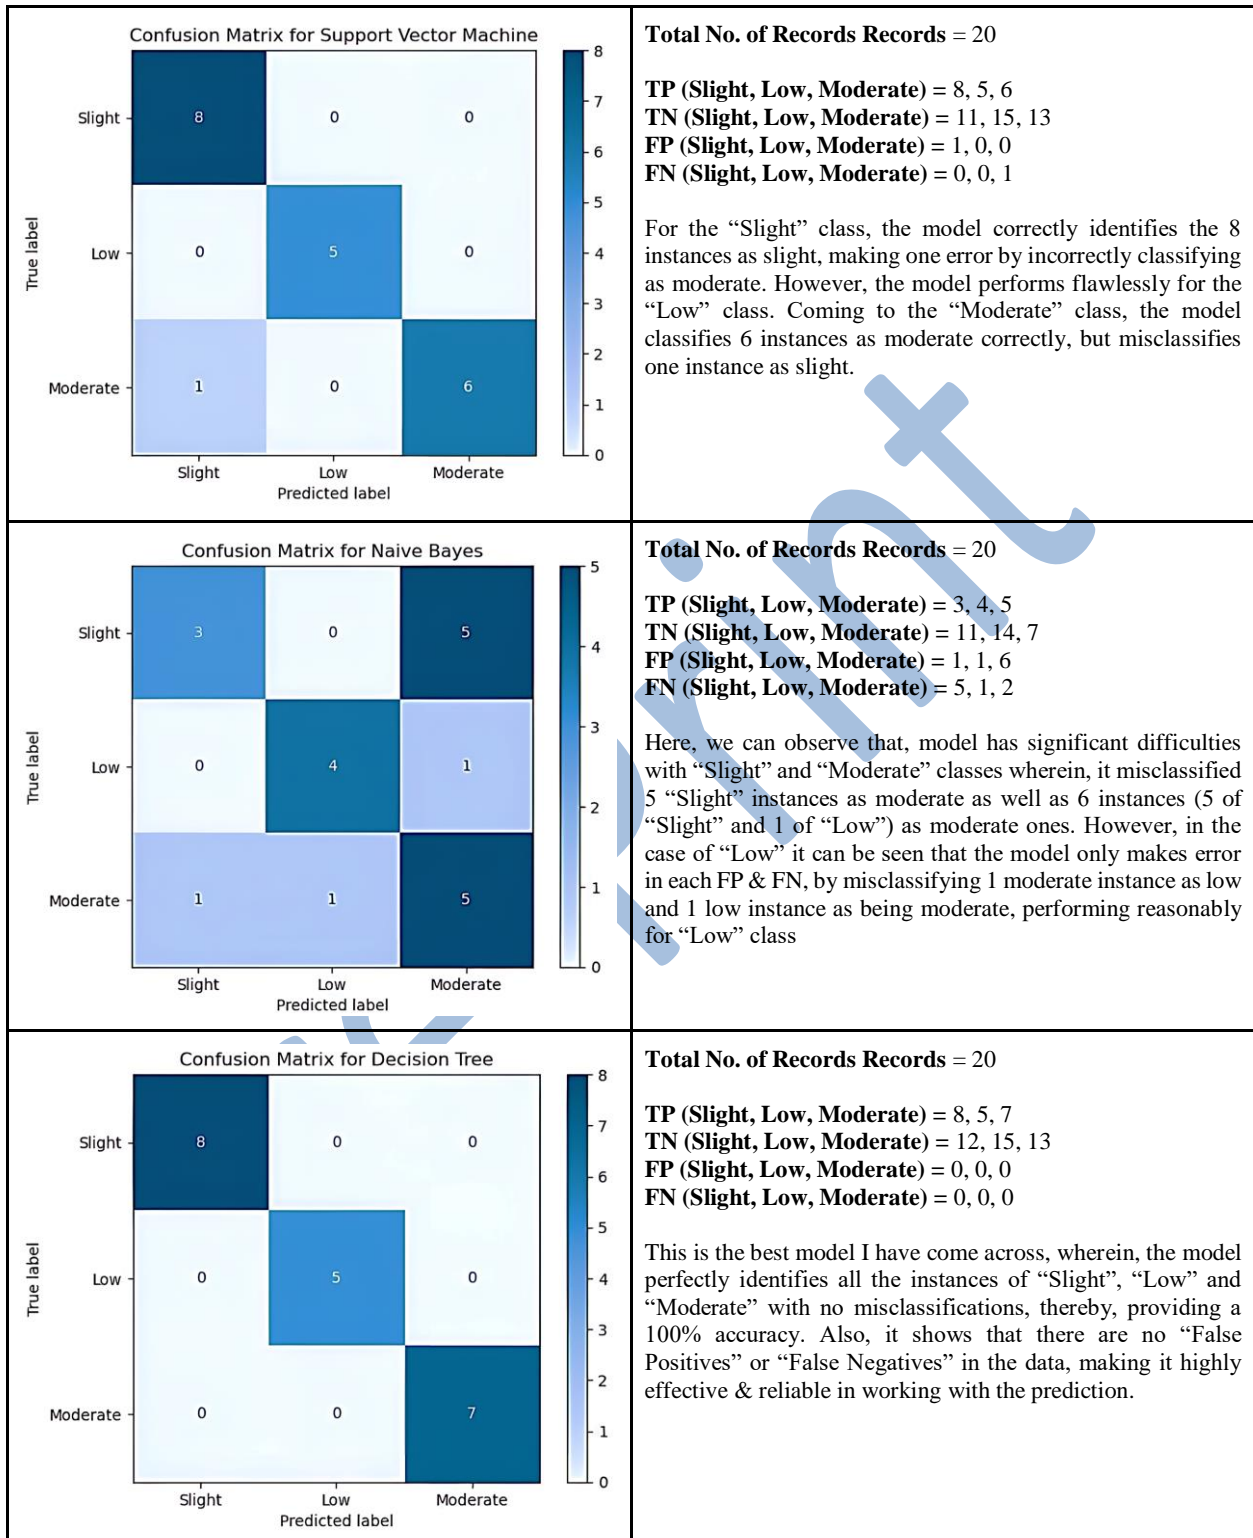 Confusion Matrix for Support Vector Machine
8
7
6
5
4
3
2
1
0
True label
Slight
8
0
0
Low
0
5
0
Moderate
1
0
6
Slight
Low
Moderate
Predicted label
Total No. of Records Records = 20
TP (Slight, Low, Moderate) = 8, 5, 6
TN (Slight, Low, Moderate) = 11, 15, 13
FP (Slight, Low, Moderate) = 1, 0, 0
FN (Slight, Low, Moderate) = 0, 0, 1
For the “Slight” class, the model correctly identifies the 8
instances as slight, making one error by incorrectly classifying
as moderate. However, the model performs flawlessly for the
“Low” class. Coming to the “Moderate” class, the model
classifies 6 instances as moderate correctly, but misclassifies
one instance as slight.
Confusion Matrix for Naive Bayes
5
4
3
2
1
0
True label
Slight
3
0
5
Low
0
4
1
Moderate
1
1
5
Slight
Low
Moderate
Predicted label
Total No. of Records Records = 20
TP (Slight, Low, Moderate) = 3, 4, 5
TN (Slight, Low, Moderate) = 11, 14, 7
FP (Slight, Low, Moderate) = 1, 1, 6
FN (Slight, Low, Moderate) = 5, 1, 2
Here, we can observe that, model has significant difficulties
with “Slight” and “Moderate” classes wherein, it misclassified
5 “Slight” instances as moderate as well as 6 instances (5 of
“Slight” and 1 of “Low”) as moderate ones. However, in the
case of “Low” it can be seen that the model only makes error
in each FP & FN, by misclassifying 1 moderate instance as low
and 1 low instance as being moderate, performing reasonably
for “Low” class
Confusion Matrix for Decision Tree
8
7
6
5
4
3
2
1
0
True label
Slight
8
0
0
Low
0
5
0
Moderate
0
0
7
Slight
Low
Moderate
Predicted label
Total No. of Records Records = 20
TP (Slight, Low, Moderate) = 8, 5, 7
TN (Slight, Low, Moderate) = 12, 15, 13
FP (Slight, Low, Moderate) = 0, 0, 0
FN (Slight, Low, Moderate) = 0, 0, 0
This is the best model I have come across, wherein, the model
perfectly identifies all the instances of “Slight”, “Low” and
“Moderate” with no misclassifications, thereby, providing a
100% accuracy. Also, it shows that there are no “False
Positives” or “False Negatives” in the data, making it highly
effective & reliable in working with the prediction.
print